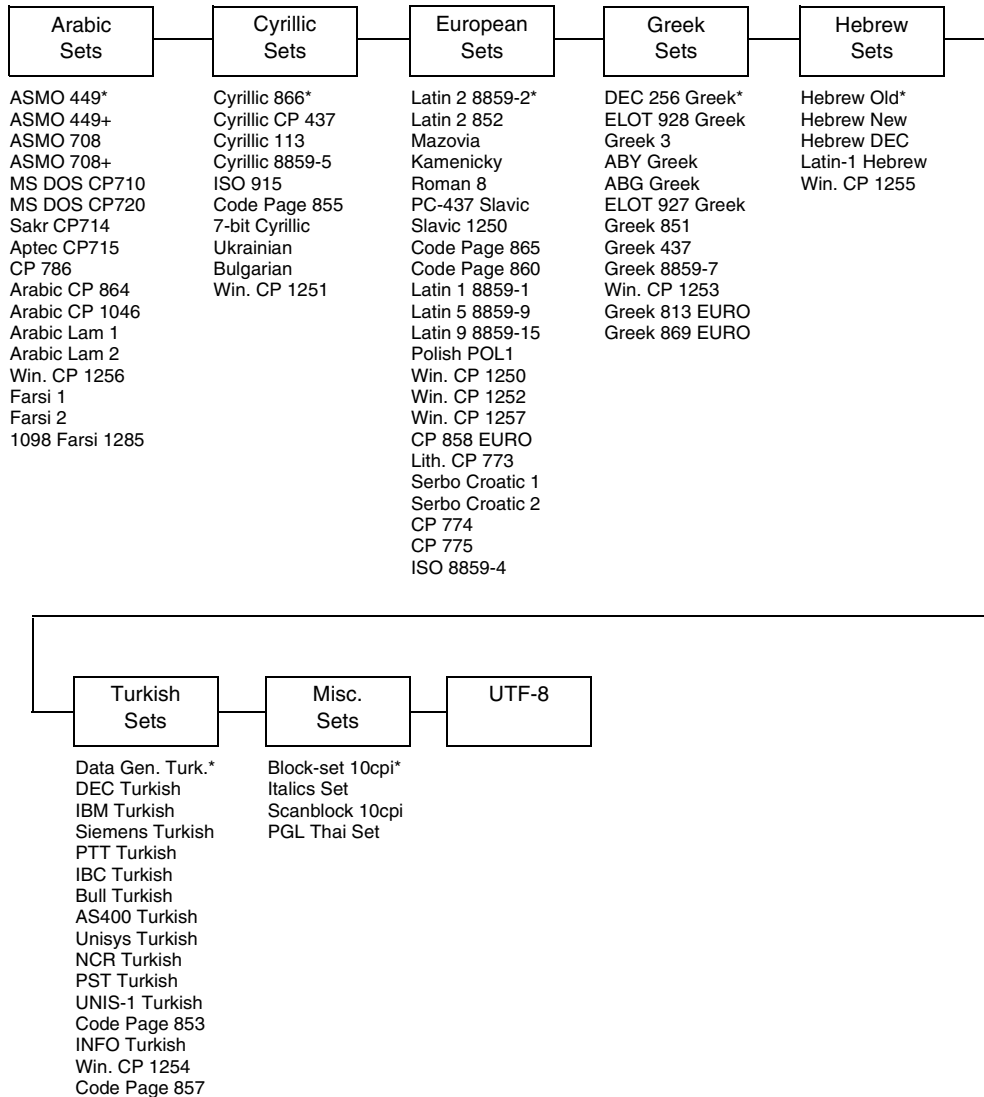 Arabic
Sets
ASMO 449*
ASMO 449+
ASMO 708
ASMO 708+
MS DOS CP710
MS DOS CP720
Sakr CP714
Aptec CP715
CP 786
Arabic CP 864
Arabic CP 1046
Arabic Lam 1
Arabic Lam 2
Win. CP 1256
Farsi 1
Farsi 2
1098 Farsi 1285
Cyrillic
Sets
Cyrillic 866*
Cyrillic CP 437
Cyrillic 113
Cyrillic 8859-5
ISO 915
Code Page 855
7-bit Cyrillic
Ukrainian
Bulgarian
Win. CP 1251
European
Sets
Latin 2 8859-2*
Latin 2 852
Mazovia
Kamenicky
Roman 8
PC-437 Slavic
Slavic 1250
Code Page 865
Code Page 860
Latin 1 8859-1
Latin 5 8859-9
Latin 9 8859-15
Polish POL1
Win. CP 1250
Win. CP 1252
Win. CP 1257
CP 858 EURO
Lith. CP 773
Serbo Croatic 1
Serbo Croatic 2
CP 774
CP 775
ISO 8859-4
Greek
Sets
DEC 256 Greek*
ELOT 928 Greek
Greek 3
ABY Greek
ABG Greek
ELOT 927 Greek
Greek 851
Greek 437
Greek 8859-7
Win. CP 1253
Greek 813 EURO
Greek 869 EURO
Hebrew
Sets
Hebrew Old*
Hebrew New
Hebrew DEC
Latin-1 Hebrew
Win. CP 1255
Turkish
Sets
Data Gen. Turk.*
DEC Turkish
IBM Turkish
Siemens Turkish
PTT Turkish
IBC Turkish
Bull Turkish
AS400 Turkish
Unisys Turkish
NCR Turkish
PST Turkish
UNIS-1 Turkish
Code Page 853
INFO Turkish
Win. CP 1254
Code Page 857
Misc.
Sets
Block-set 10cpi*
Italics Set
Scanblock 10cpi
PGL Thai Set
UTF-8